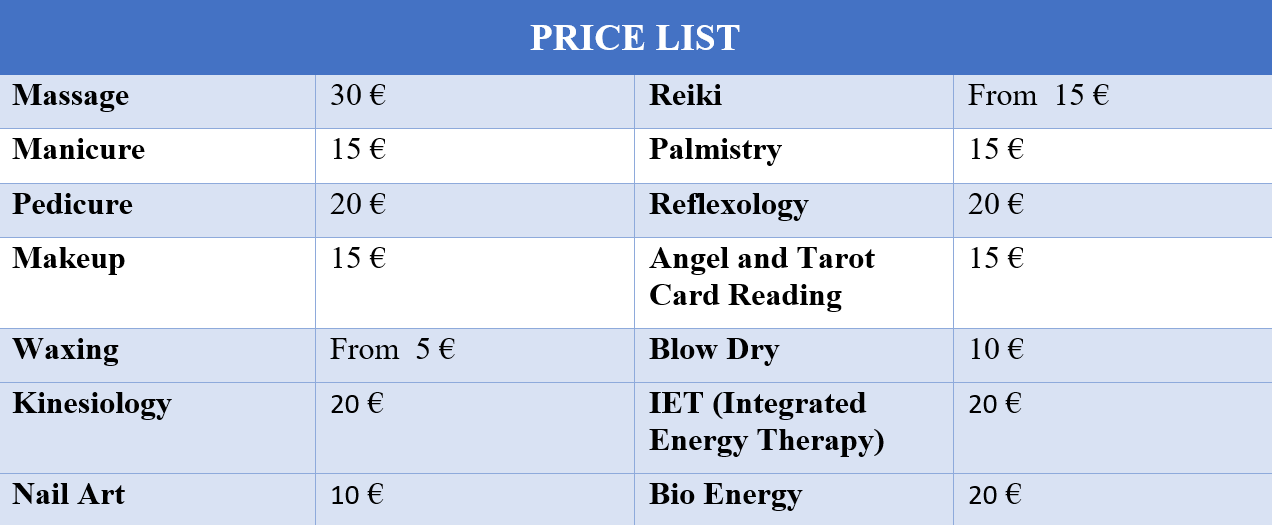 PRICE LIST
Massage 30 € Reiki From  15 €
Manicure 15 € Palmistry 15 €
Pedicure 20 € Reflexology 20 €
Makeup 15 € Angel and Tarot 15 €
Card Reading
Waxing From  5 € Blow Dry 10 €
Kinesiology 20 € IET (Integrated 20 €
Energy Therapy)
Nail Art 10 € Bio Energy 20 €